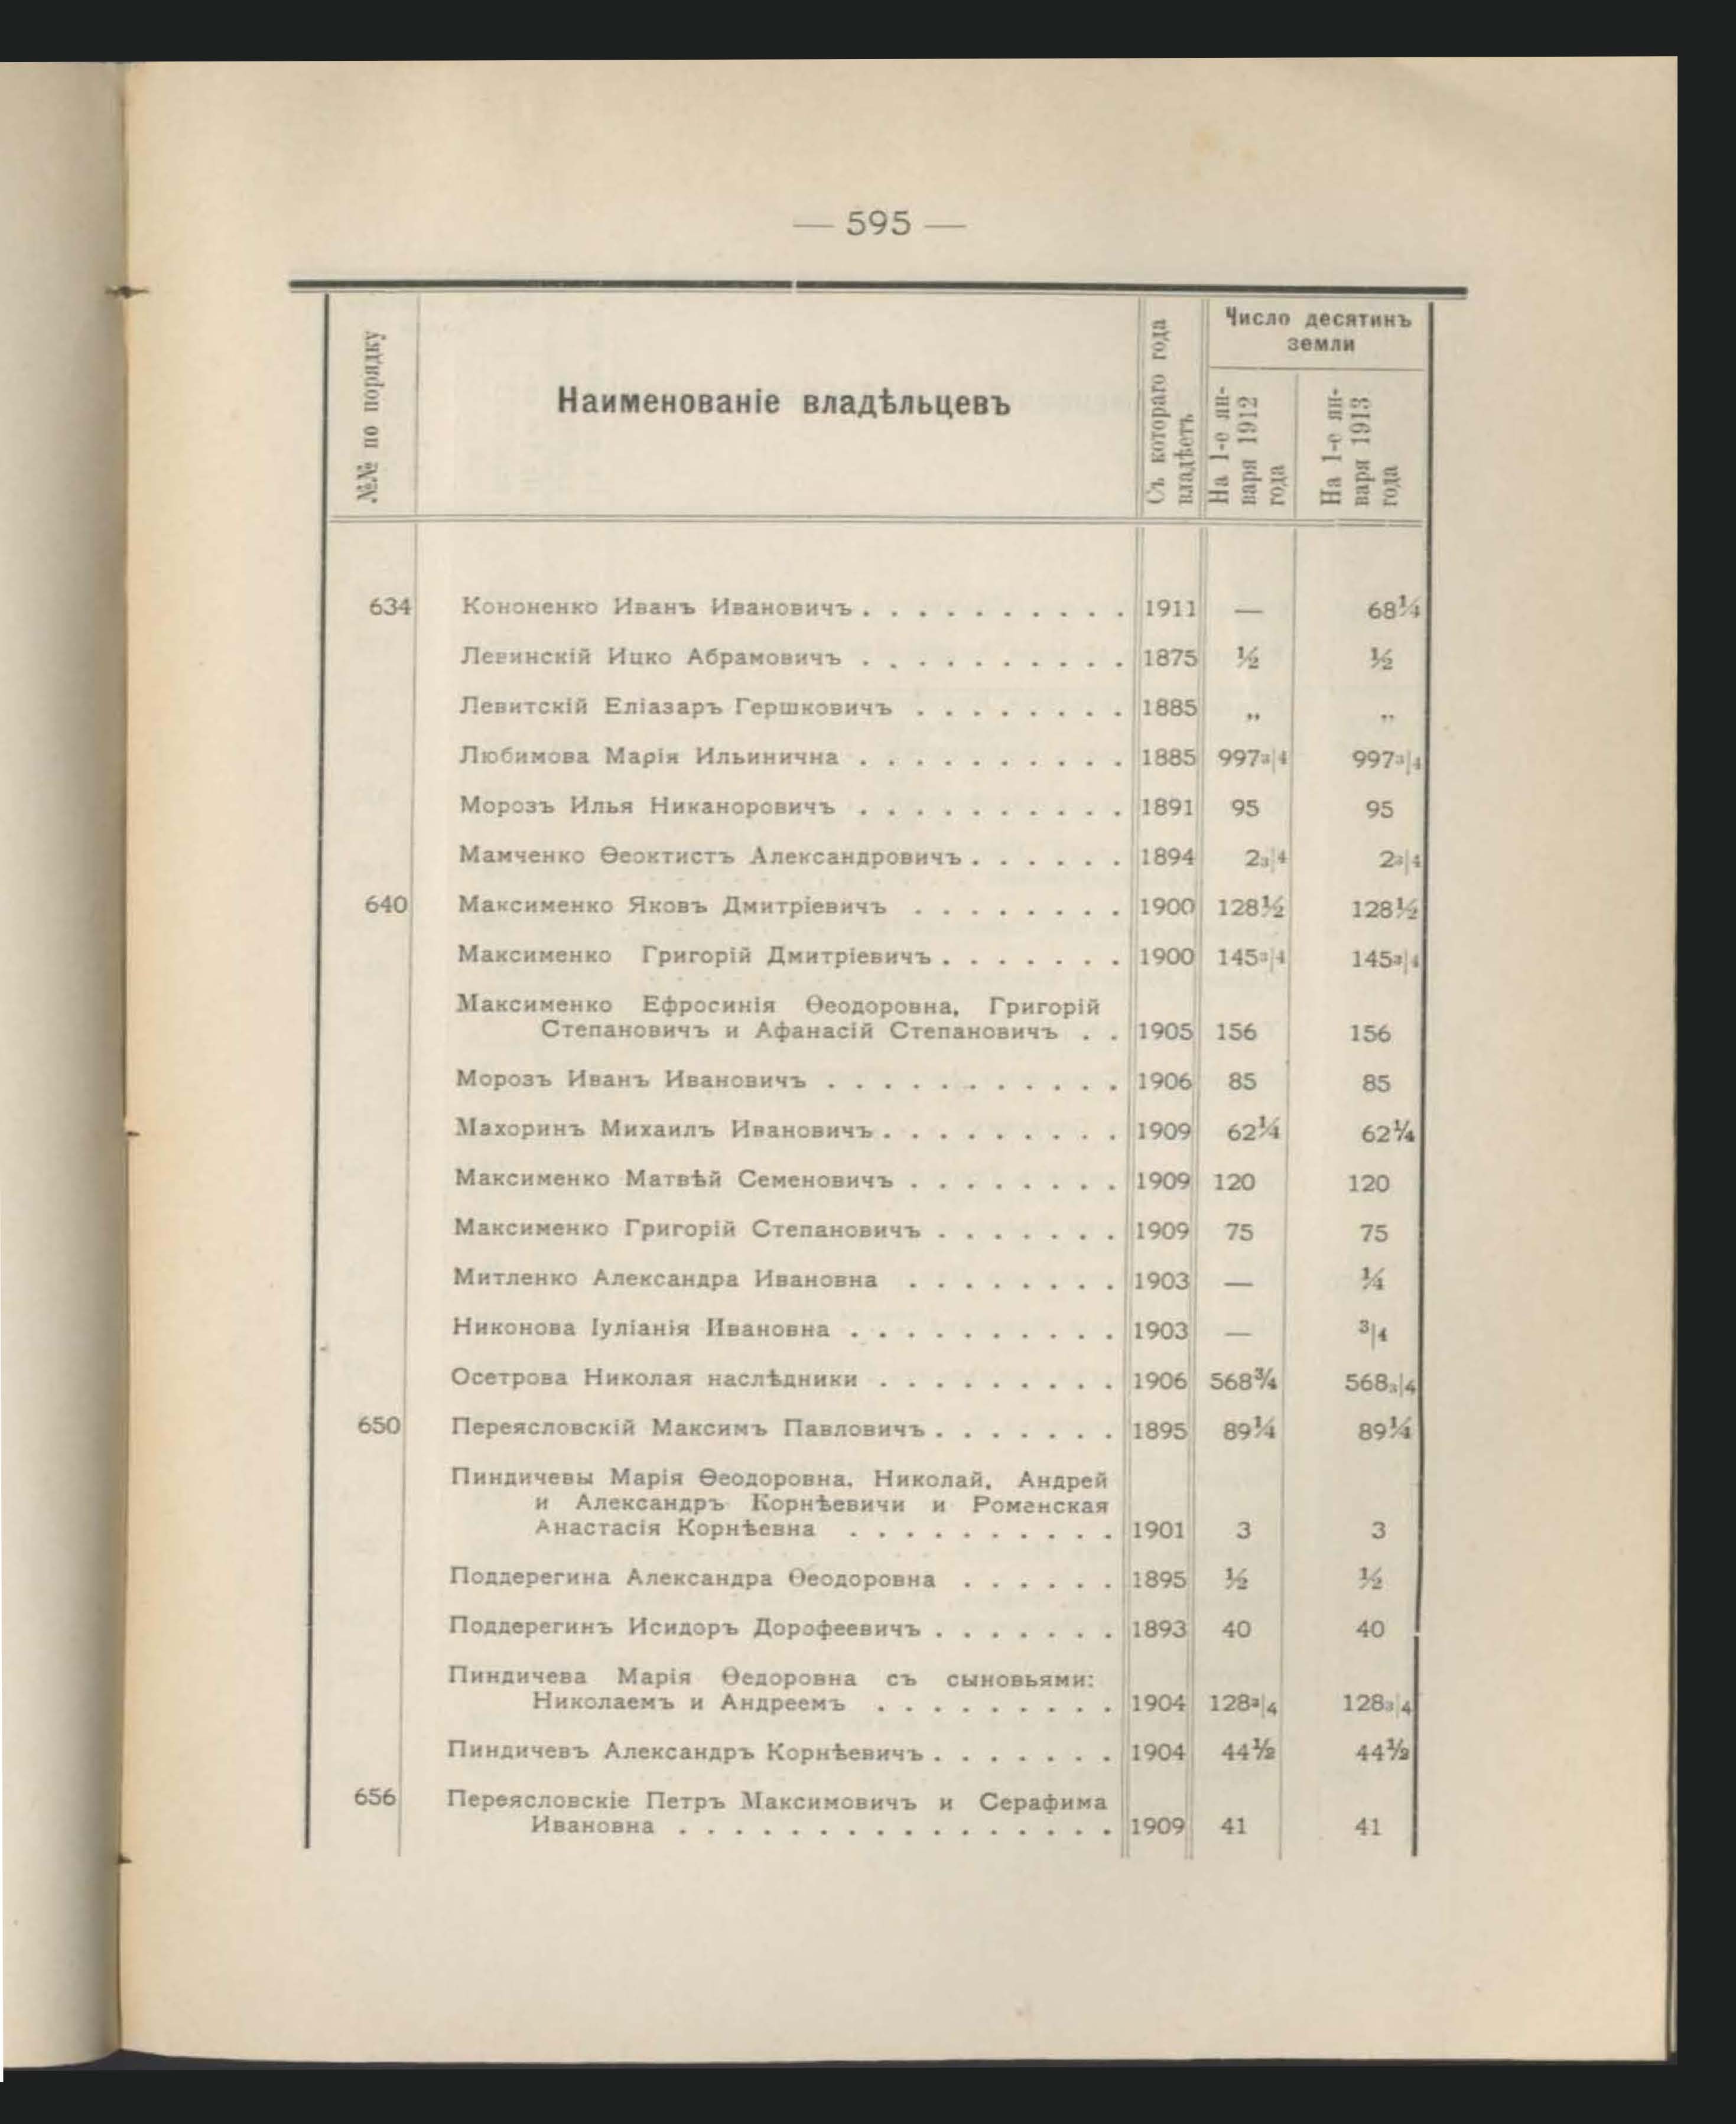 — 595 —
№№ по порядку
Наименованіе владѣльцевъ
Съ котораго года
владѣетъ
Число десятинъ
земли
На 1-е ян-
варя 1912
года
На 1-е ян-
варя 1913
года
634 Кононенко Иванъ Ивановичъ . . . . . . . . . . 1911 — 68¼
Левинскій Ицко Абрамовичъ . . . . . . . . . . 1875 ½ ½
Левитскій Еліазаръ Гершковичъ . . . . . . . . 1885 „ „
Любимова Марія Ильинична . . . . . . . . . . 1885 997³|4 997³|4
Морозъ Илья Никаноровичъ . . . . . . . . . . 1891 95 95
Мамченко Ѳеоктистъ Александровичъ . . . . . . 1894 2₃|4 2³|4
640 Максименко Яковъ Дмитріевичъ . . . . . . . . 1900 128½ 128½
Максименко Григорій Дмитріевичъ . . . . . . . 1900 145³|4 145³|4
Максименко Ефросинія Ѳеодоровна, Григорій
Степановичъ и Афанасій Степановичъ . . 1905 156 156
Морозъ Иванъ Ивановичъ . . . . . . . . . . . 1906 85 85
Махоринъ Михаилъ Ивановичъ . . . . . . . . . 1909 62¼ 62¼
Максименко Матвѣй Семеновичъ . . . . . . . . 1909 120 120
Максименко Григорій Степановичъ . . . . . . . 1909 75 75
Митленко Александра Ивановна . . . . . . . . 1903 — ¼
Никонова Іуліанія Ивановна . . . . . . . . . . 1903 — ³|4
Осетрова Николая наслѣдники . . . . . . . . . 1906 568¾ 568₃|4
650 Переясловскій Максимъ Павловичъ . . . . . . . 1895 89¼ 89¼
Пиндичевы Марія Ѳеодоровна, Николай, Андрей
и Александръ Корнѣевичи и Роменская
Анастасія Корнѣевна . . . . . . . . . . 1901 3 3
Поддерегина Александра Ѳеодоровна . . . . . . 1895 ½ ½
Поддерегинъ Исидоръ Дорофеевичъ . . . . . . . 1893 40 40
Пиндичева Марія Ѳедоровна съ сыновьями:
Николаемъ и Андреемъ . . . . . . . . . 1904 128³|4 128₃|4
Пиндичевъ Александръ Корнѣевичъ . . . . . . . 1904 44½ 44½
656 Переясловскіе Петръ Максимовичъ и Серафима
Ивановна . . . . . . . . . . . . . . . . 1909 41 41